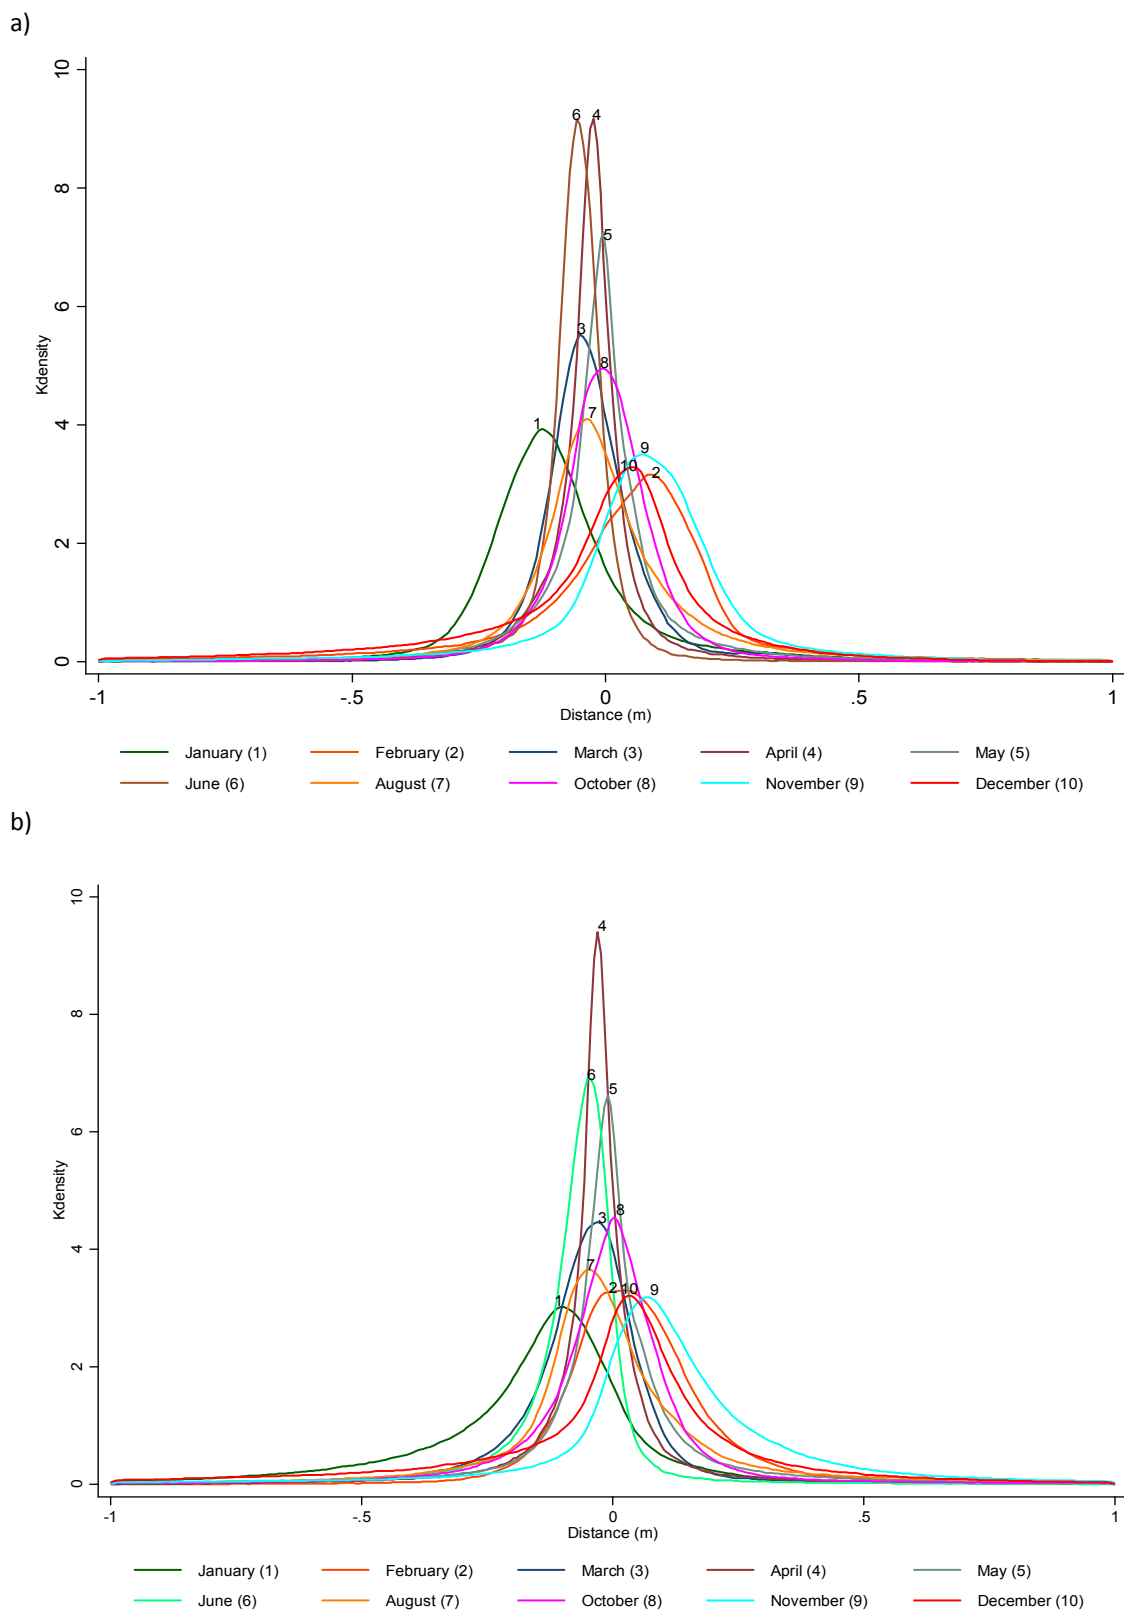 a)
10
8
6
4
2
0
Kdensity
6 4
5
3
8
7
1
9
10 2
-1 -.5 0 .5 1
Distance (m)
January (1) February (2) March (3) April (4) May (5)
June (6) August (7) October (8) November (9) December (10)
b)
10
8
6
4
2
0
Kdensity
4
6
5
8
3
7
2 10 9
1
-1 -.5 0 .5 1
Distance (m)
January (1) February (2) March (3) April (4) May (5)
June (6) August (7) October (8) November (9) December (10)